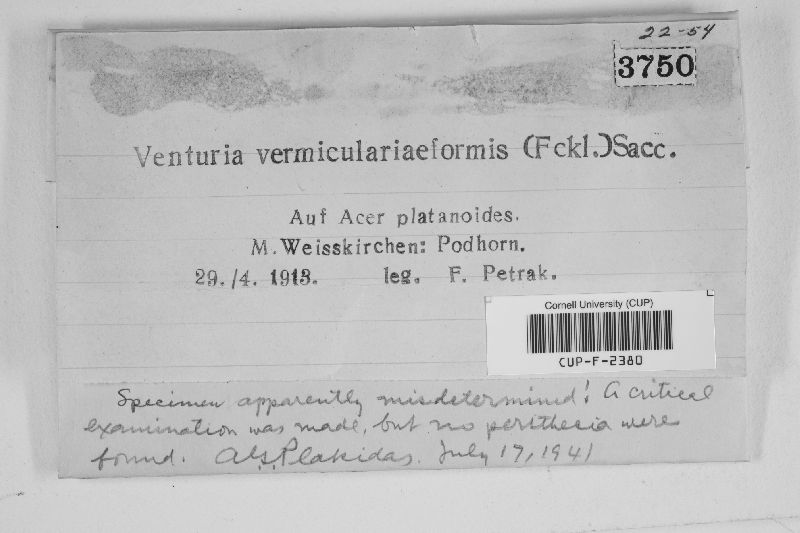 22-54
3750
Venturia vermiculariaeformis (Fckl.) Sacc.
Auf Acer platanoides.
M. Weisskirchen: Podhorn.
29./4. 1913. leg. F. Petrak.
Cornell University (CUP)
CUP-F-2380
Specimen apparently misdetermined! A critical
examination was made, but no perithecia were
found. A.G. Plakidas. July 17, 1941